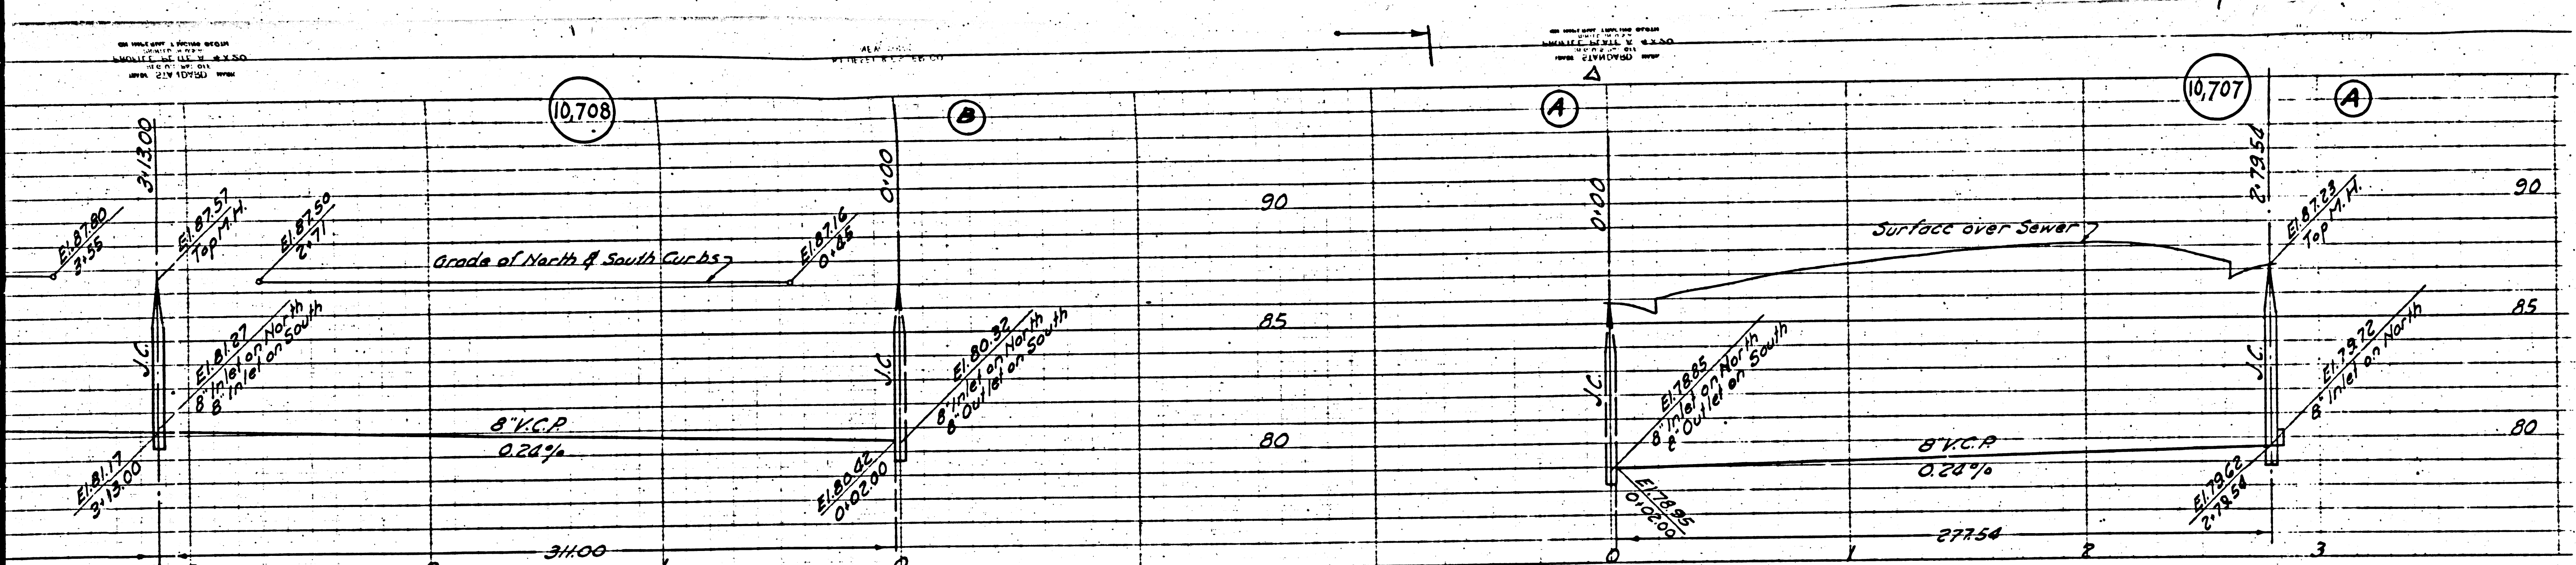 10,708
B
A
10,707
A
3+13.00
0+00
0+00
2+79.54
90
90
El. 87.80
3+55
El. 87.57
Top M.H.
El. 87.50
2+71
Grade of North & South Curbs
El. 87.16
0+45
Surface over Sewer
El. 87.23
Top M.H.
85
85
J.C.
El. 81.27
8" Inlet on North
8" Inlet on South
J.C.
El. 80.32
8" Inlet on North
8" Outlet on South
J.C.
El. 78.85
8" Inlet on North
8" Outlet on South
J.C.
El. 79.72
8" Inlet on North
80
80
8" V.C.P.
0.24%
8" V.C.P.
0.24%
El. 81.17
3+13.00
El. 80.42
0+02.00
El. 78.95
0+02.00
El. 79.62
2+79.54
311.00
277.54
0
1
2
3